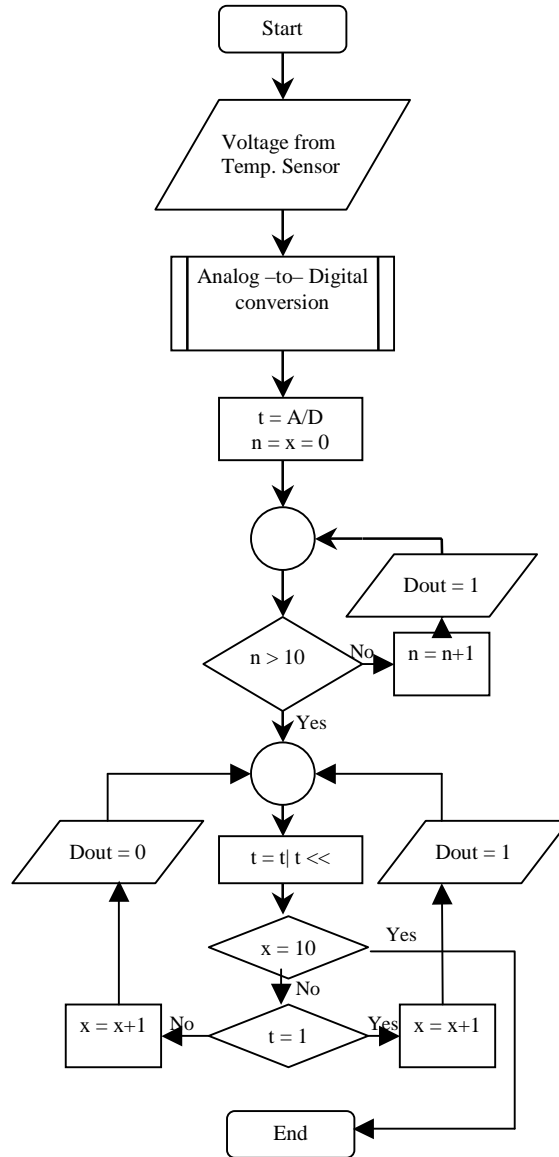 Start
Voltage from
Temp. Sensor
Analog –to– Digital
conversion
t = A/D
n = x = 0
Dout = 1
n > 10
No
n = n+1
Yes
Dout = 0
t = t| t <<
Dout = 1
x = 10
Yes
No
x = x+1
No
t = 1
Yes
x = x+1
End